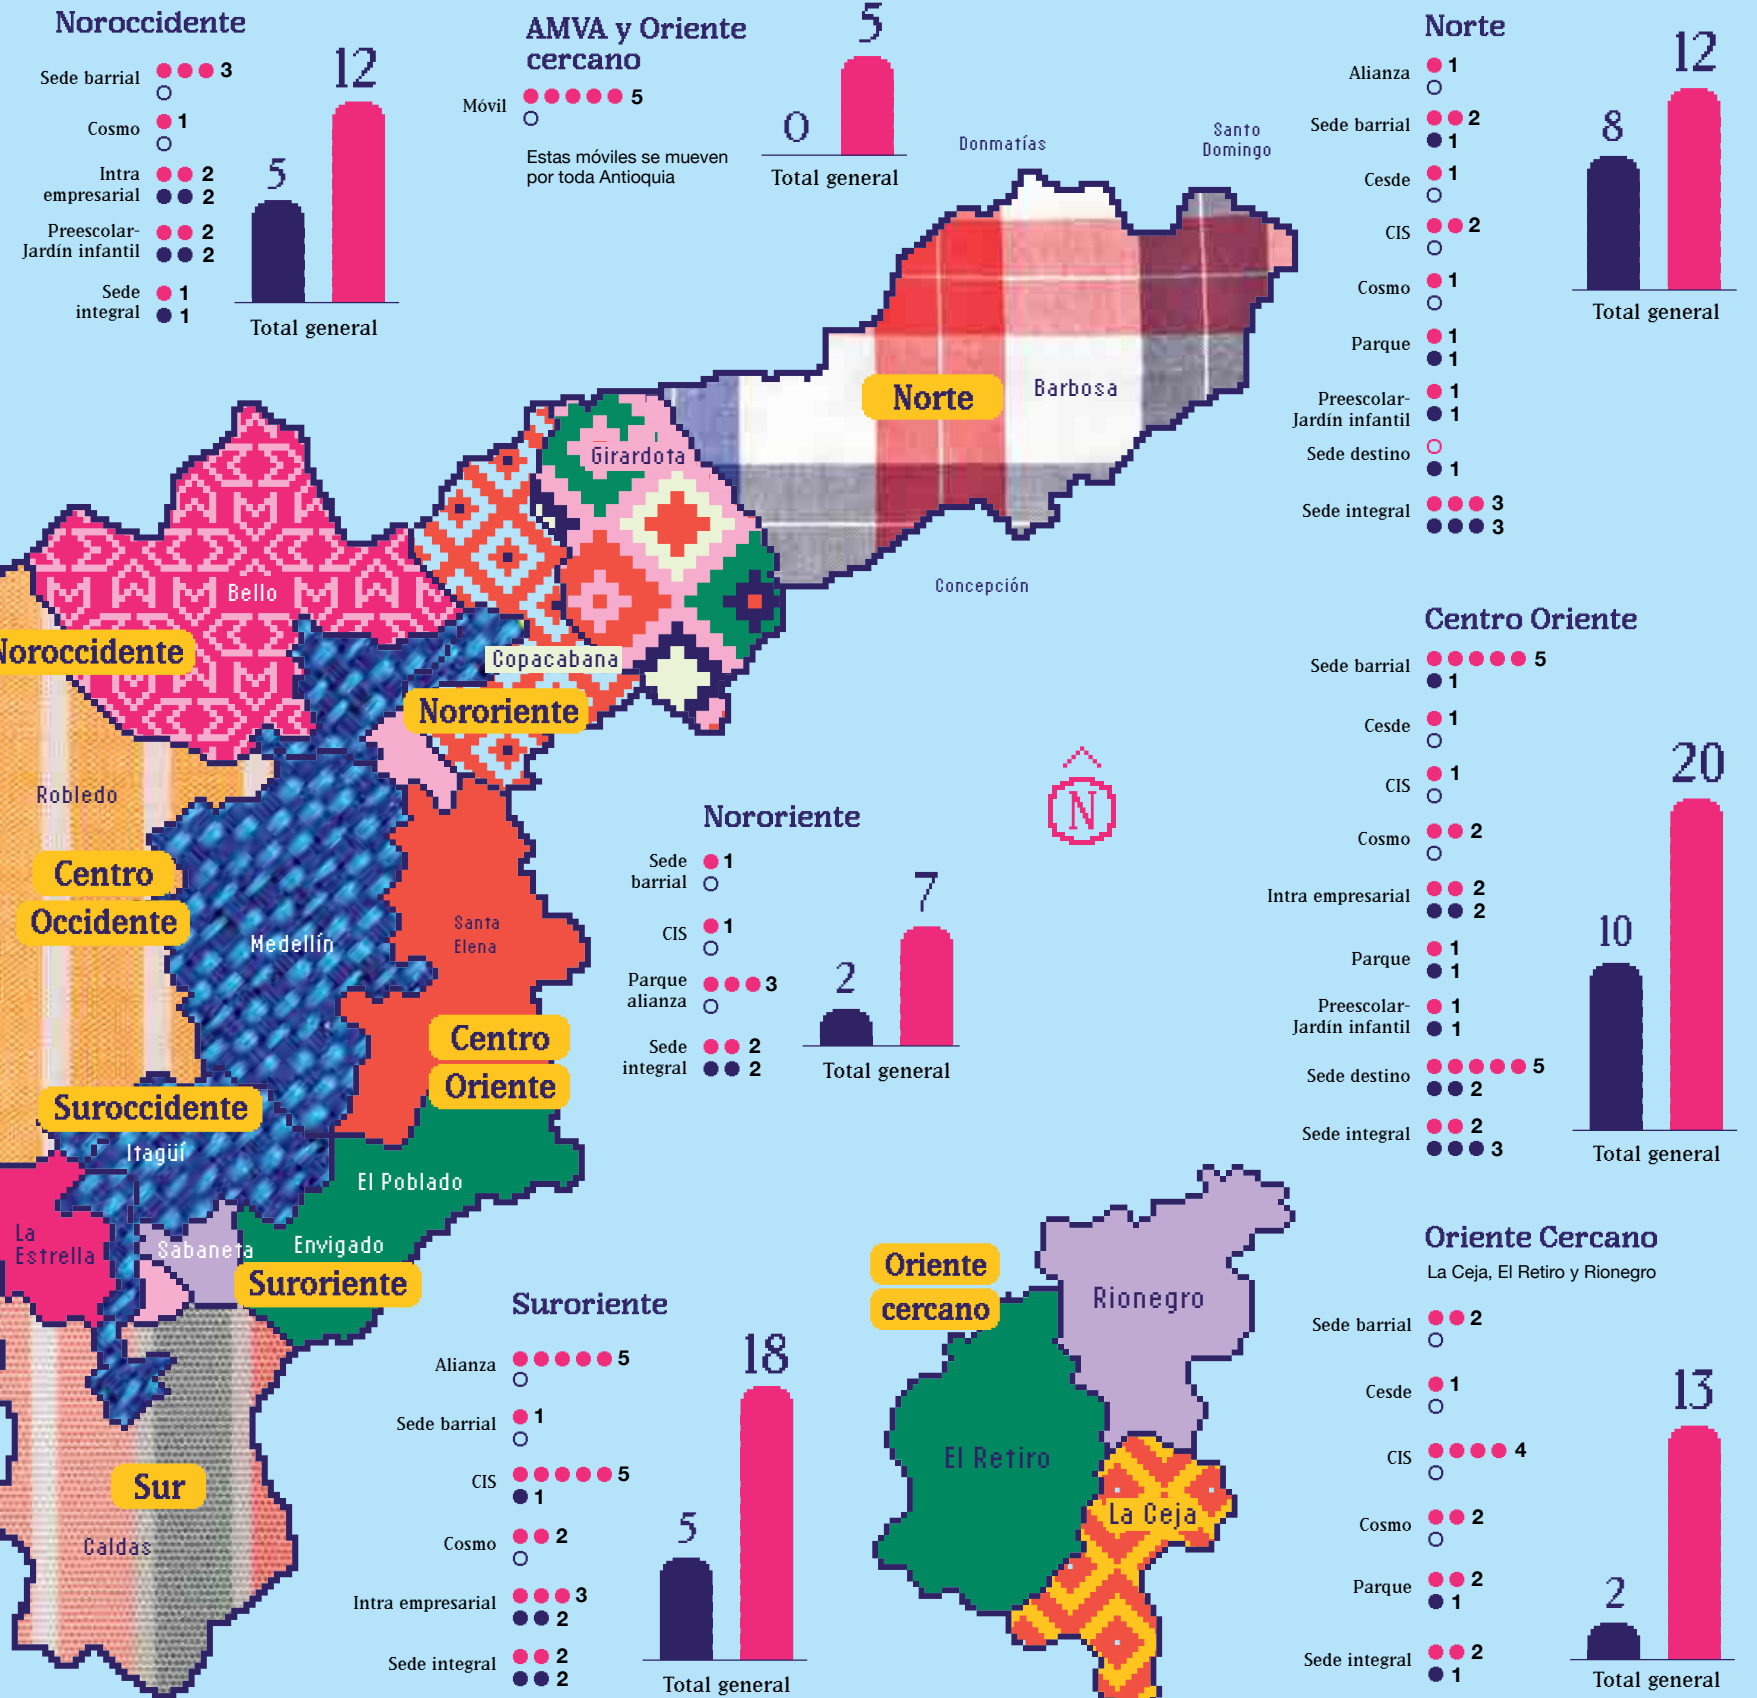 Noroccidente
Sede barrial
3
Cosmo
1
Intra
empresarial
2
2
Preescolar-
Jardín infantil
2
2
Sede
integral
1
1
5
12
Total general
AMVA y Oriente
cercano
Móvil
5
Estas móviles se mueven
por toda Antioquia
0
5
Total general
Norte
Alianza
1
Sede barrial
2
1
Cesde
1
CIS
2
Cosmo
1
Parque
1
1
Preescolar-
Jardín infantil
1
1
Sede destino
1
Sede integral
3
3
8
12
Total general
Donmatías
Santo
Domingo
Norte
Barbosa
Girardota
Concepción
Bello
Noroccidente
Copacabana
Nororiente
Robledo
Centro
Occidente
Medellín
Santa
Elena
Centro
Oriente
Suroccidente
Itagüí
El Poblado
La
Estrella
Sabaneta
Envigado
Suroriente
Sur
Caldas
N
Nororiente
Sede
barrial
1
CIS
1
Parque
alianza
3
Sede
integral
2
2
2
7
Total general
Centro Oriente
Sede barrial
5
1
Cesde
1
CIS
1
Cosmo
2
Intra empresarial
2
2
Parque
1
1
Preescolar-
Jardín infantil
1
1
Sede destino
5
2
Sede integral
2
3
10
20
Total general
Suroriente
Alianza
5
Sede barrial
1
CIS
5
1
Cosmo
2
Intra empresarial
3
2
Sede integral
2
2
5
18
Total general
Oriente
cercano
Rionegro
El Retiro
La Ceja
Oriente Cercano
La Ceja, El Retiro y Rionegro
Sede barrial
2
Cesde
1
CIS
4
Cosmo
2
Parque
2
1
Sede integral
2
1
2
13
Total general